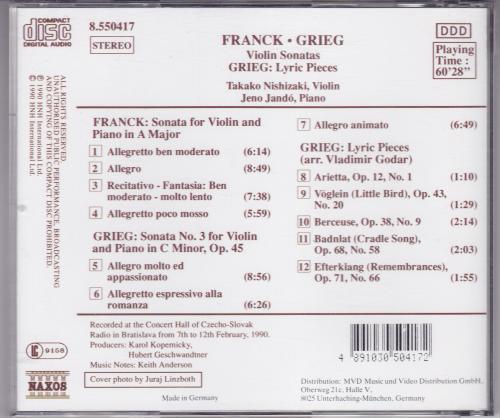 COMPACT
disc
DIGITAL AUDIO
8.550417
STEREO
FRANCK • GRIEG
Violin Sonatas
GRIEG: Lyric Pieces
Takako Nishizaki, Violin
Jeno Jandó, Piano
DDD
Playing
Time :
60'28"
ALL RIGHTS RESERVED.
UNAUTHORISED PUBLIC PERFORMANCE, BROADCASTING
AND COPYING OF THIS COMPACT DISC PROHIBITED.
℗ 1990 HNH International Ltd.
© 1990 HNH International Ltd.
FRANCK: Sonata for Violin and
Piano in A Major
1 Allegretto ben moderato (6:14)
2 Allegro (8:49)
3 Recitativo - Fantasia: Ben
moderato - molto lento (7:38)
4 Allegretto poco mosso (5:59)
GRIEG: Sonata No. 3 for Violin
and Piano in C Minor, Op. 45
5 Allegro molto ed
appassionato (8:56)
6 Allegretto espressivo alla
romanza (6:26)
7 Allegro animato (6:49)
GRIEG: Lyric Pieces
(arr. Vladimir Godar)
8 Arietta, Op. 12, No. 1 (1:10)
9 Vöglein (Little Bird), Op. 43,
No. 20 (1:29)
10 Berceuse, Op. 38, No. 9 (2:14)
11 Badnlat (Cradle Song),
Op. 68, No. 58 (2:03)
12 Efterklang (Remembrances),
Op. 71, No. 66 (1:55)
Recorded at the Concert Hall of Czecho-Slovak
Radio in Bratislava from 7th to 12th February, 1990.
Producers: Karol Kopernicky,
Hubert Geschwandtner
Music Notes: Keith Anderson
Cover photo by Juraj Linzboth
9158
NAXOS
Made in Germany
4 891030 504172
Distribution: MVD Music und Video Distribution GmbH,
Oberweg 21c, Halle V,
8025 Unterhaching-München, Germany